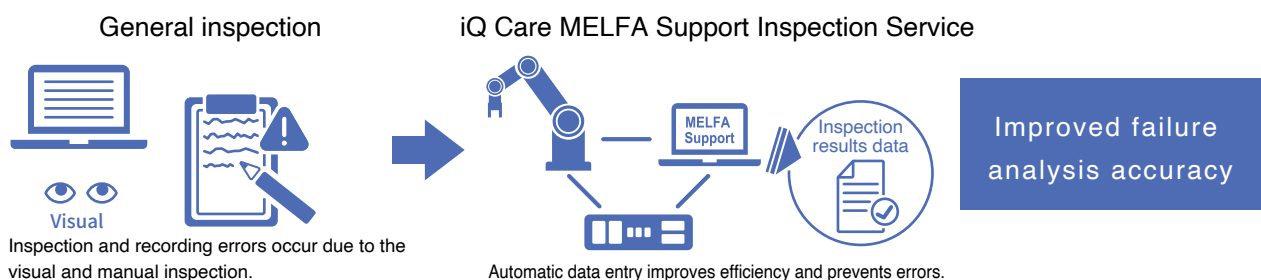 General inspection
Visual
Inspection and recording errors occur due to the
visual and manual inspection.
iQ Care MELFA Support Inspection Service
MELFA
Support
Inspection
results data
Automatic data entry improves efficiency and prevents errors.
Improved failure
analysis accuracy